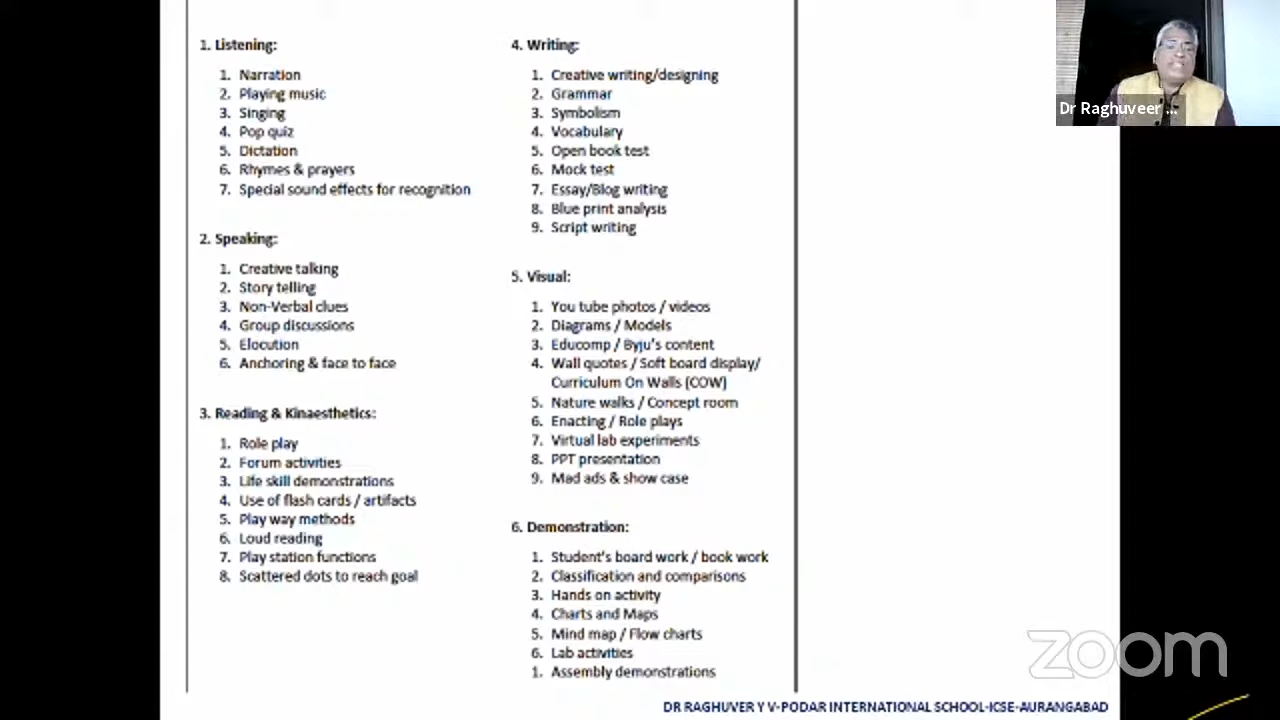 1. Listening:
1. Narration
2. Playing music
3. Singing
4. Pop quiz
5. Dictation
6. Rhymes & prayers
7. Special sound effects for recognition
2. Speaking:
1. Creative talking
2. Story telling
3. Non-Verbal clues
4. Group discussions
5. Elocution
6. Anchoring & face to face
3. Reading & Kinaesthetics:
1. Role play
2. Forum activities
3. Life skill demonstrations
4. Use of flash cards / artifacts
5. Play way methods
6. Loud reading
7. Play station functions
8. Scattered dots to reach goal
4. Writing:
1. Creative writing/designing
2. Grammar
3. Symbolism
4. Vocabulary
5. Open book test
6. Mock test
7. Essay/Blog writing
8. Blue print analysis
9. Script writing
5. Visual:
1. You tube photos / videos
2. Diagrams / Models
3. Educomp / Byju's content
4. Wall quotes / Soft board display/
Curriculum On Walls (COW)
5. Nature walks / Concept room
6. Enacting / Role plays
7. Virtual lab experiments
8. PPT presentation
9. Mad ads & show case
6. Demonstration:
1. Student's board work / book work
2. Classification and comparisons
3. Hands on activity
4. Charts and Maps
5. Mind map / Flow charts
6. Lab activities
1. Assembly demonstrations
DR RAGHUVER Y V-PODAR INTERNATIONAL SCHOOL-ICSE-AURANGABAD
Dr Raghuveer ...
zoom